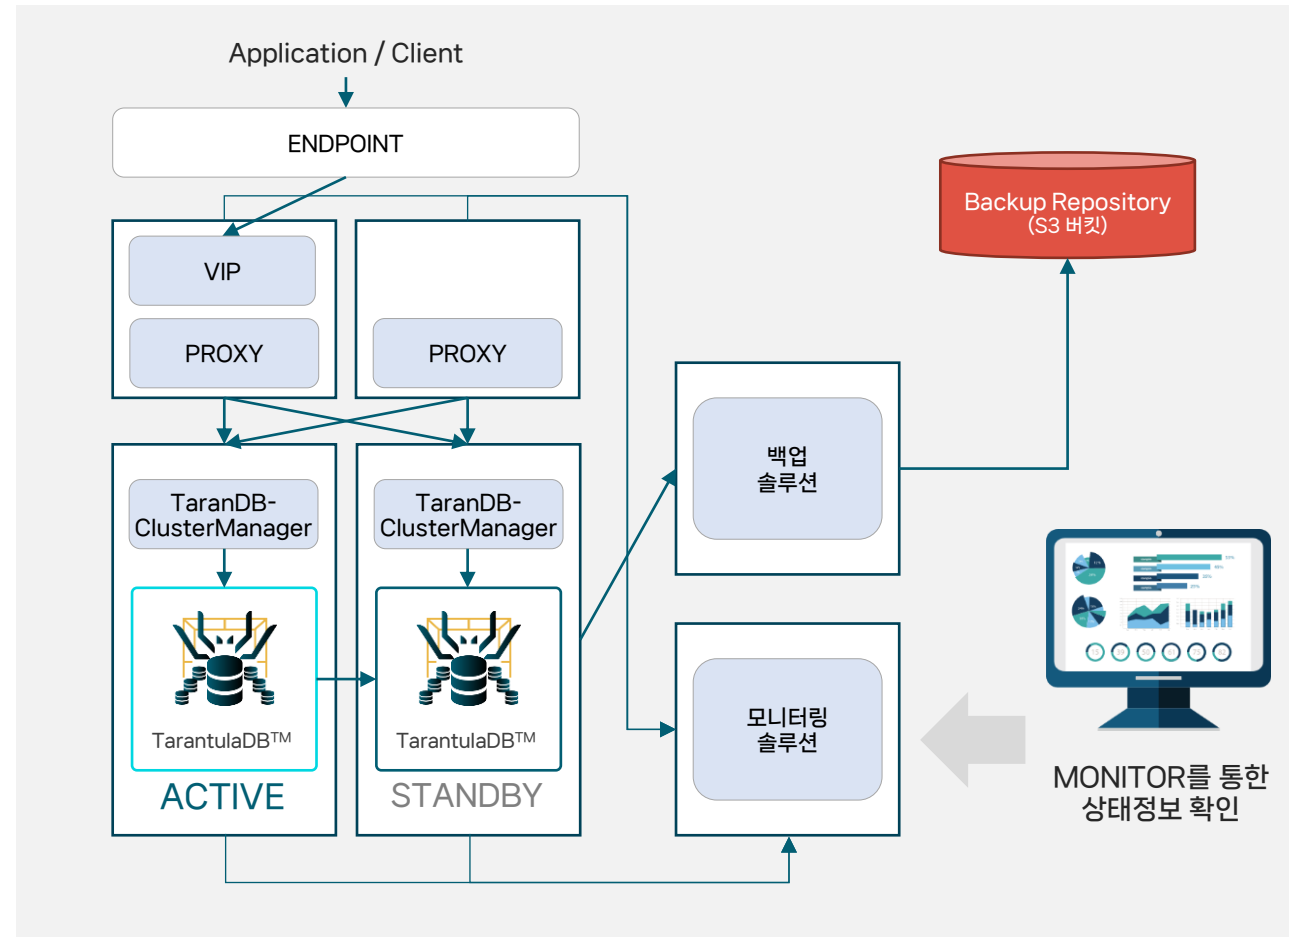 Application / Client
ENDPOINT
Backup Repository
(S3 버킷)
VIP
PROXY
PROXY
TaranDB-
ClusterManager
TaranDB-
ClusterManager
백업
솔루션
TarantulaDB™
TarantulaDB™
ACTIVE
STANDBY
모니터링
솔루션
MONITOR를 통한
상태정보 확인